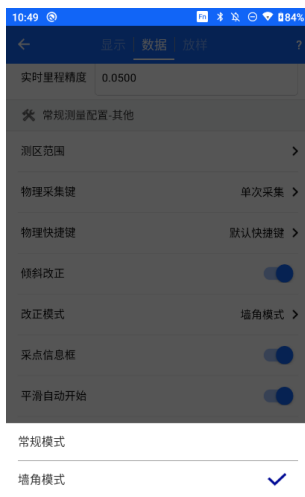 10:49 84%
显示 数据 放样 ?
实时里程精度 0.0500
常规测量配置-其他
测区范围
物理采集键 单次采集
物理快捷键 默认快捷键
倾斜改正
改正模式 墙角模式
采点信息框
平滑自动开始
常规模式
墙角模式